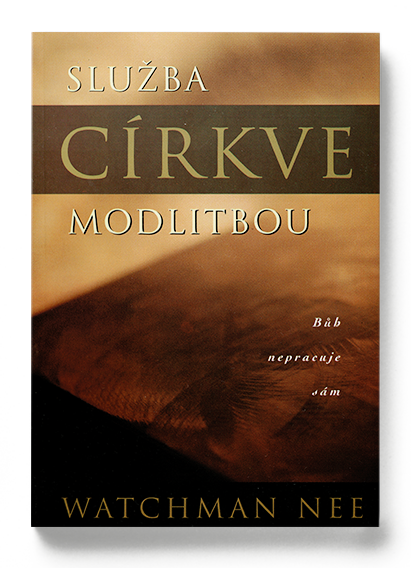 SLUŽBA
CÍRKVE
MODLITBOU
Bůh
nepracuje
sám
WATCHMAN NEE